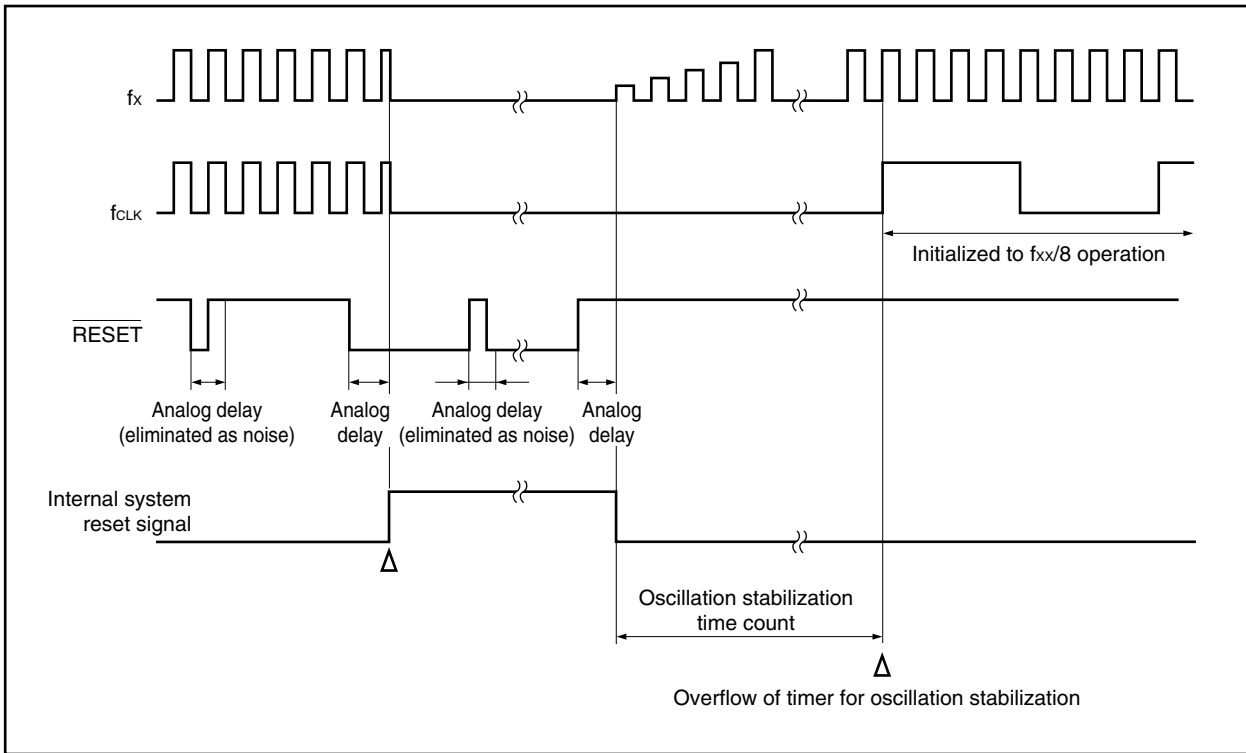 fX
fCLK
Initialized to fXX/8 operation
RESET
Analog delay
(eliminated as noise)
Analog
delay
Analog delay
(eliminated as noise)
Analog
delay
Internal system
reset signal
Oscillation stabilization
time count
Overflow of timer for oscillation stabilization